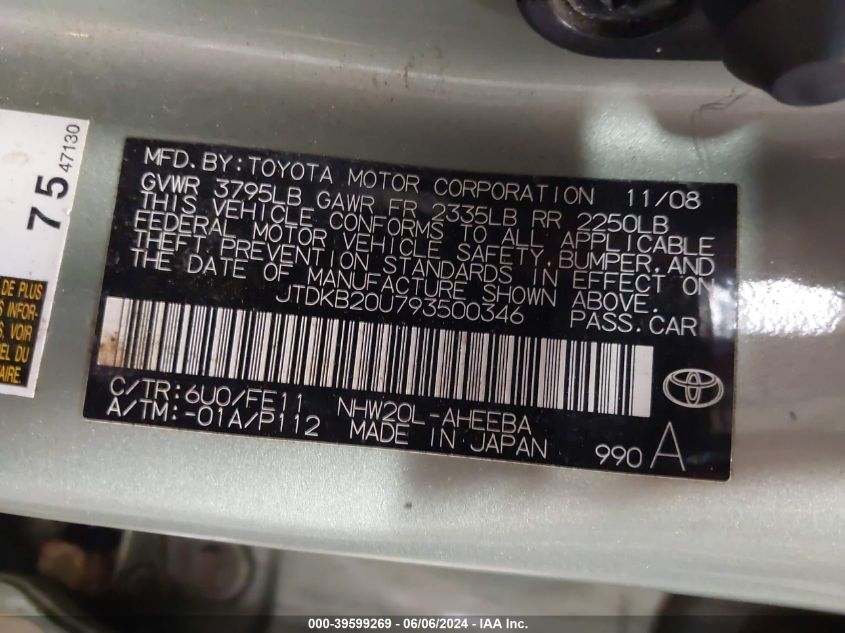 MFD. BY: TOYOTA MOTOR CORPORATION 11/08
GVWR 3795LB GAWR FR 2335LB RR 2250LB
THIS VEHICLE CONFORMS TO ALL APPLICABLE
FEDERAL MOTOR VEHICLE SAFETY, BUMPER, AND
THEFT PREVENTION STANDARDS IN EFFECT ON
THE DATE OF MANUFACTURE SHOWN ABOVE.
JTDKB20U793500346 PASS. CAR
C/TR: 6U0/FE11 NHW20L-AHEEBA
A/TM: -01A/P112 MADE IN JAPAN
990 A
75
47130
DE PLUS
S INFOR-
S. VOIR
DEL DU
AIRE.
000-39599269 - 06/06/2024 - IAA Inc.